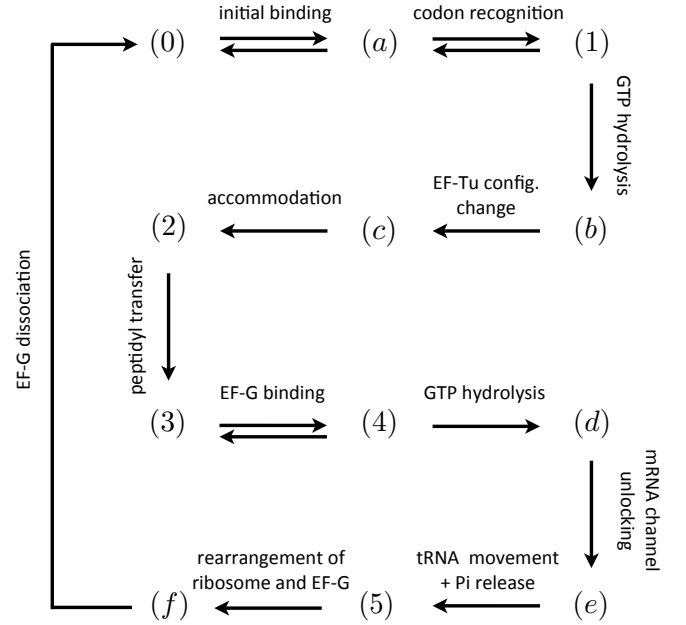 initial binding
codon recognition
(0)
(a)
(1)
GTP hydrolysis
EF-Tu config.
change
accommodation
(2)
(c)
(b)
EF-G dissociation
peptidyl transfer
EF-G binding
GTP hydrolysis
(3)
(4)
(d)
mRNA channel
unlocking
rearrangement of
ribosome and EF-G
tRNA movement
+ Pi release
(f)
(5)
(e)